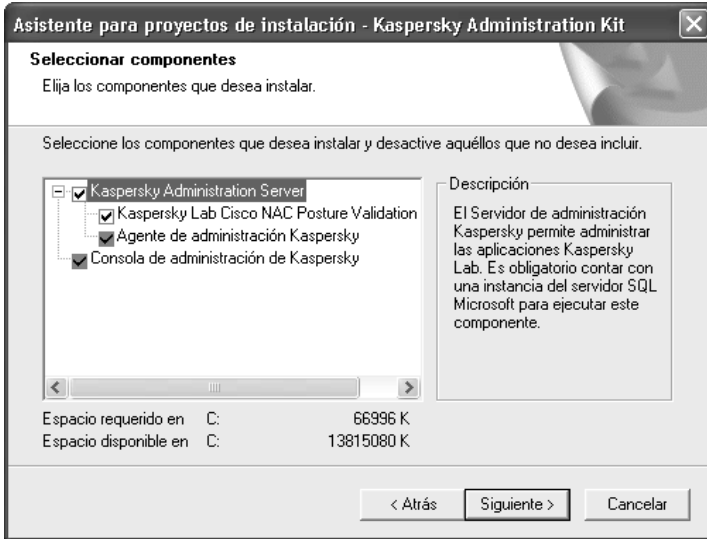 Asistente para proyectos de instalación - Kaspersky Administration Kit
Seleccionar componentes
Elija los componentes que desea instalar.
Seleccione los componentes que desea instalar y desactive aquéllos que no desea incluir.
Kaspersky Administration Server
Kaspersky Lab Cisco NAC Posture Validation
Agente de administración Kaspersky
Consola de administración de Kaspersky
Descripción
El Servidor de administración
Kaspersky permite administrar
las aplicaciones Kaspersky
Lab. Es obligatorio contar con
una instancia del servidor SQL
Microsoft para ejecutar este
componente.
Espacio requerido en C: 66996 K
Espacio disponible en C: 13815080 K
< Atrás Siguiente > Cancelar